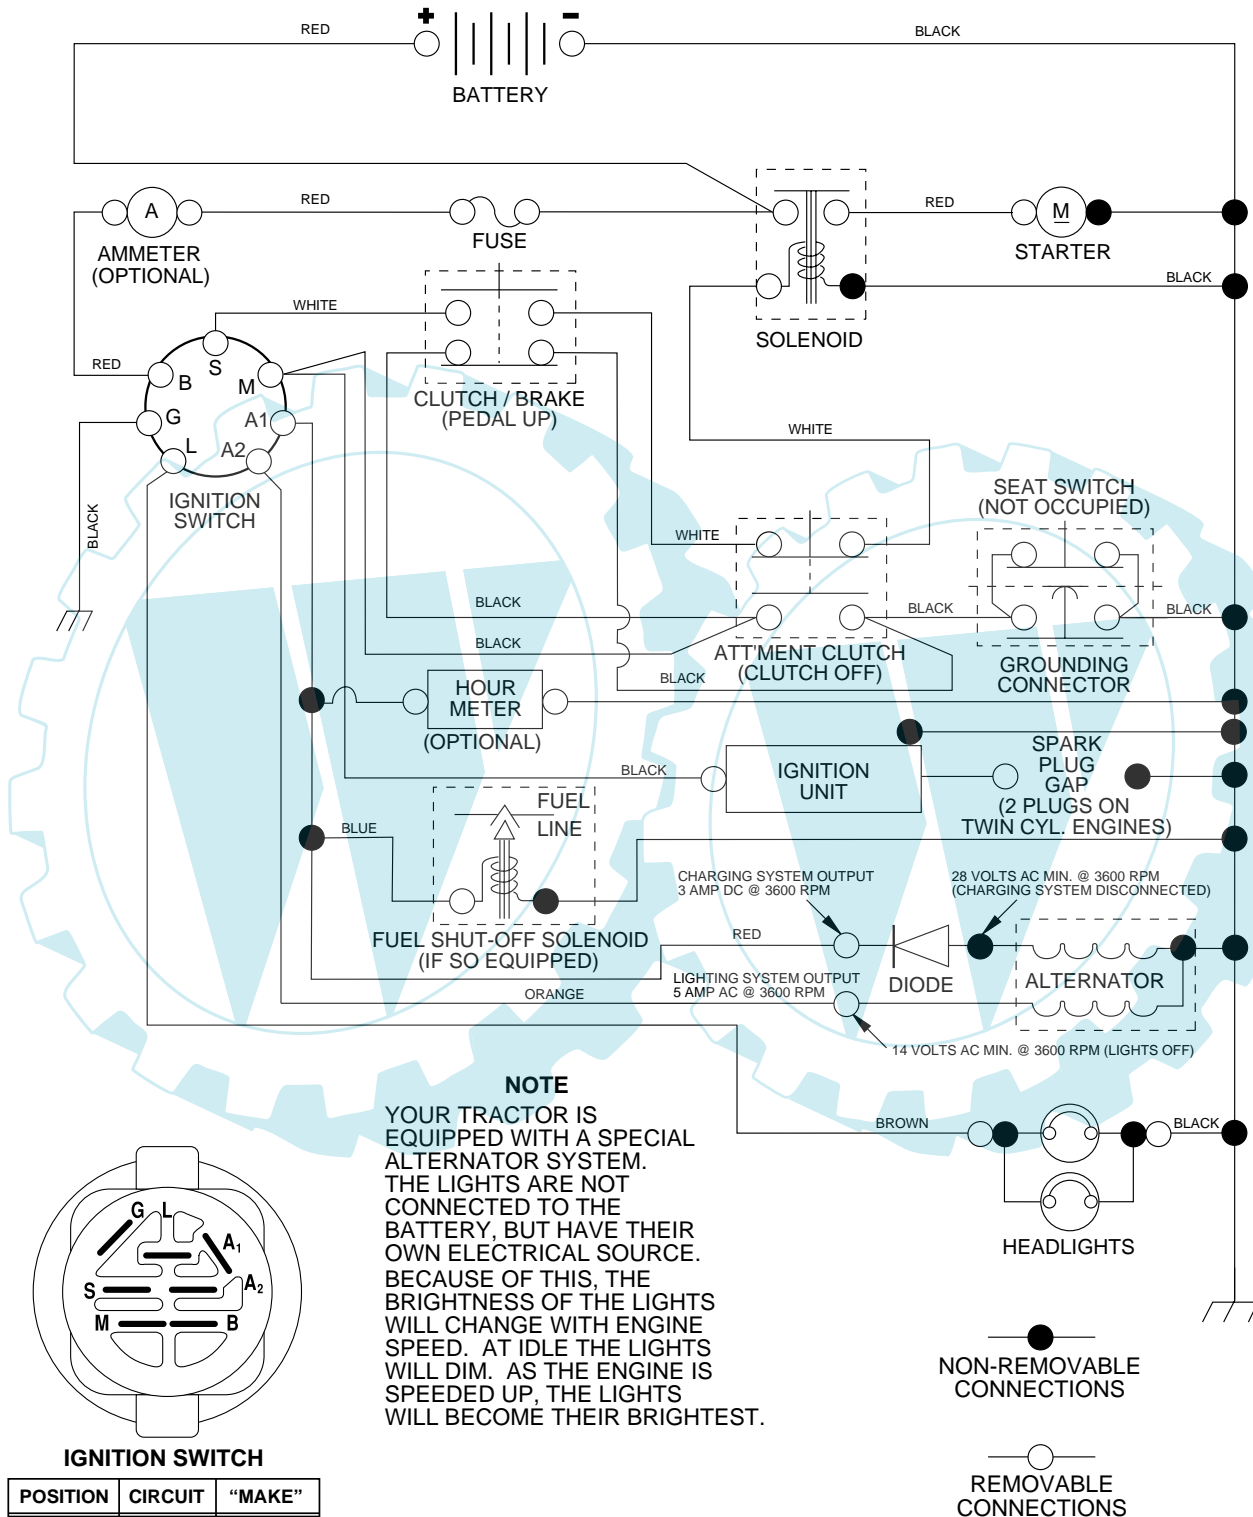 RED
+
-
BLACK
BATTERY
A
RED
RED
M
AMMETER
(OPTIONAL)
FUSE
STARTER
BLACK
WHITE
SOLENOID
RED
S
B
M
G
A1
L
A2
CLUTCH / BRAKE
(PEDAL UP)
WHITE
IGNITION
SWITCH
BLACK
SEAT SWITCH
(NOT OCCUPIED)
WHITE
BLACK
BLACK
BLACK
BLACK
ATT'MENT CLUTCH
(CLUTCH OFF)
GROUNDING
CONNECTOR
BLACK
HOUR
METER
(OPTIONAL)
BLACK
IGNITION
UNIT
SPARK
PLUG
GAP
(2 PLUGS ON
TWIN CYL. ENGINES)
FUEL
LINE
BLUE
CHARGING SYSTEM OUTPUT
3 AMP DC @ 3600 RPM
28 VOLTS AC MIN. @ 3600 RPM
(CHARGING SYSTEM DISCONNECTED)
FUEL SHUT-OFF SOLENOID
(IF SO EQUIPPED)
RED
DIODE
ALTERNATOR
LIGHTING SYSTEM OUTPUT
5 AMP AC @ 3600 RPM
ORANGE
14 VOLTS AC MIN. @ 3600 RPM (LIGHTS OFF)
NOTE
YOUR TRACTOR IS
EQUIPPED WITH A SPECIAL
ALTERNATOR SYSTEM.
THE LIGHTS ARE NOT
CONNECTED TO THE
BATTERY, BUT HAVE THEIR
OWN ELECTRICAL SOURCE.
BECAUSE OF THIS, THE
BRIGHTNESS OF THE LIGHTS
WILL CHANGE WITH ENGINE
SPEED. AT IDLE THE LIGHTS
WILL DIM. AS THE ENGINE IS
SPEEDED UP, THE LIGHTS
WILL BECOME THEIR BRIGHTEST.
BROWN
BLACK
HEADLIGHTS
G
L
A1
A2
S
M
B
IGNITION SWITCH
POSITION CIRCUIT “MAKE”
NON-REMOVABLE
CONNECTIONS
REMOVABLE
CONNECTIONS